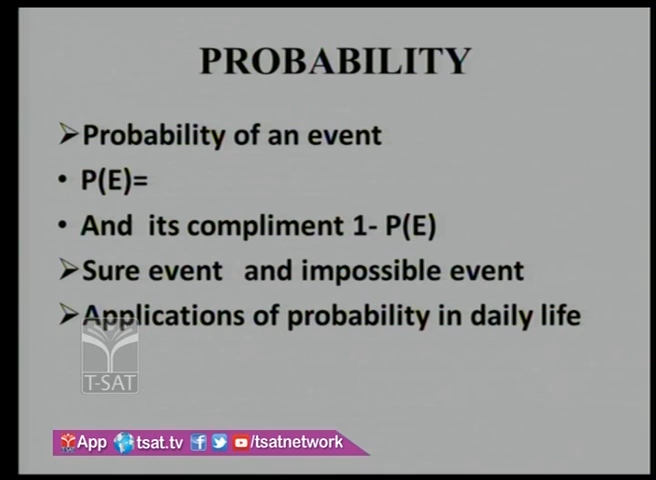 PROBABILITY
➢Probability of an event
• P(E)=
• And its compliment 1- P(E)
➢Sure event and impossible event
➢Applications of probability in daily life
T-SAT
App tsat.tv /tsatnetwork